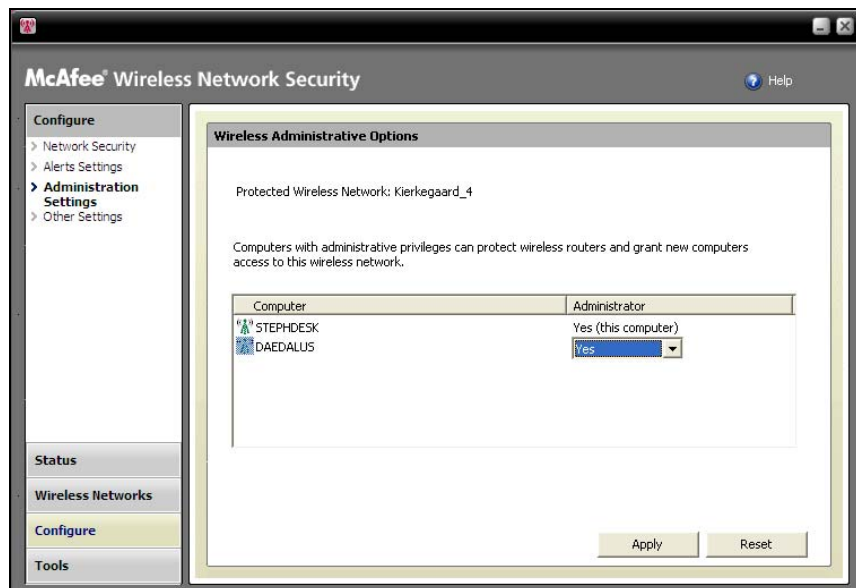 McAfee® Wireless Network Security
Help
Configure
> Network Security
> Alerts Settings
> Administration
Settings
> Other Settings
Status
Wireless Networks
Configure
Tools
Wireless Administrative Options
Protected Wireless Network: Kierkegaard_4
Computers with administrative privileges can protect wireless routers and grant new computers
access to this wireless network.
Computer Administrator
STEPHDESK Yes (this computer)
DAEDALUS Yes
Apply Reset